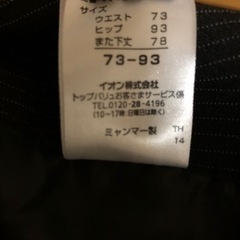 サイズ
ウエスト 73
ヒップ 93
また下丈 78
73-93
イオン株式会社
トップバリュお客さまサービス係
TEL.0120-28-4196
(10~17時:日曜日は除く)
ミャンマー製 TH
T4